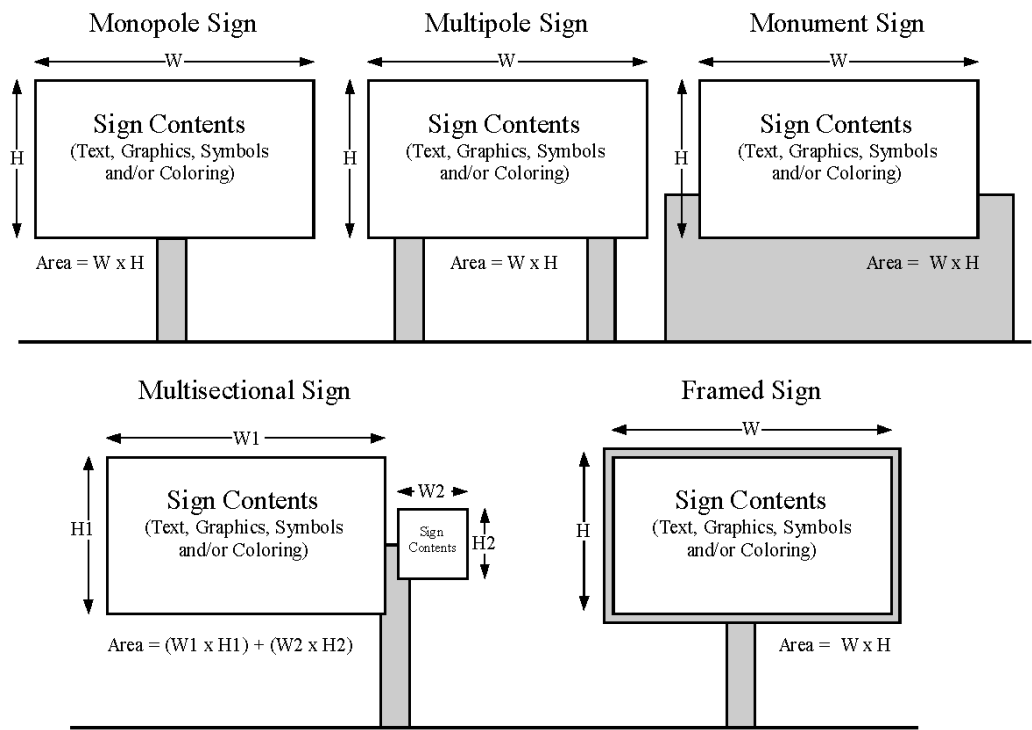 Monopole Sign
Multipole Sign
Monument Sign
W
W
W
H
Sign Contents
(Text, Graphics, Symbols
and/or Coloring)
H
Sign Contents
(Text, Graphics, Symbols
and/or Coloring)
H
Sign Contents
(Text, Graphics, Symbols
and/or Coloring)
Area = W x H
Area = W x H
Area = W x H
Multisectional Sign
Framed Sign
W1
W
H1
Sign Contents
(Text, Graphics, Symbols
and/or Coloring)
W2
Sign
Contents
H2
H
Sign Contents
(Text, Graphics, Symbols
and/or Coloring)
Area = (W1 x H1) + (W2 x H2)
Area = W x H